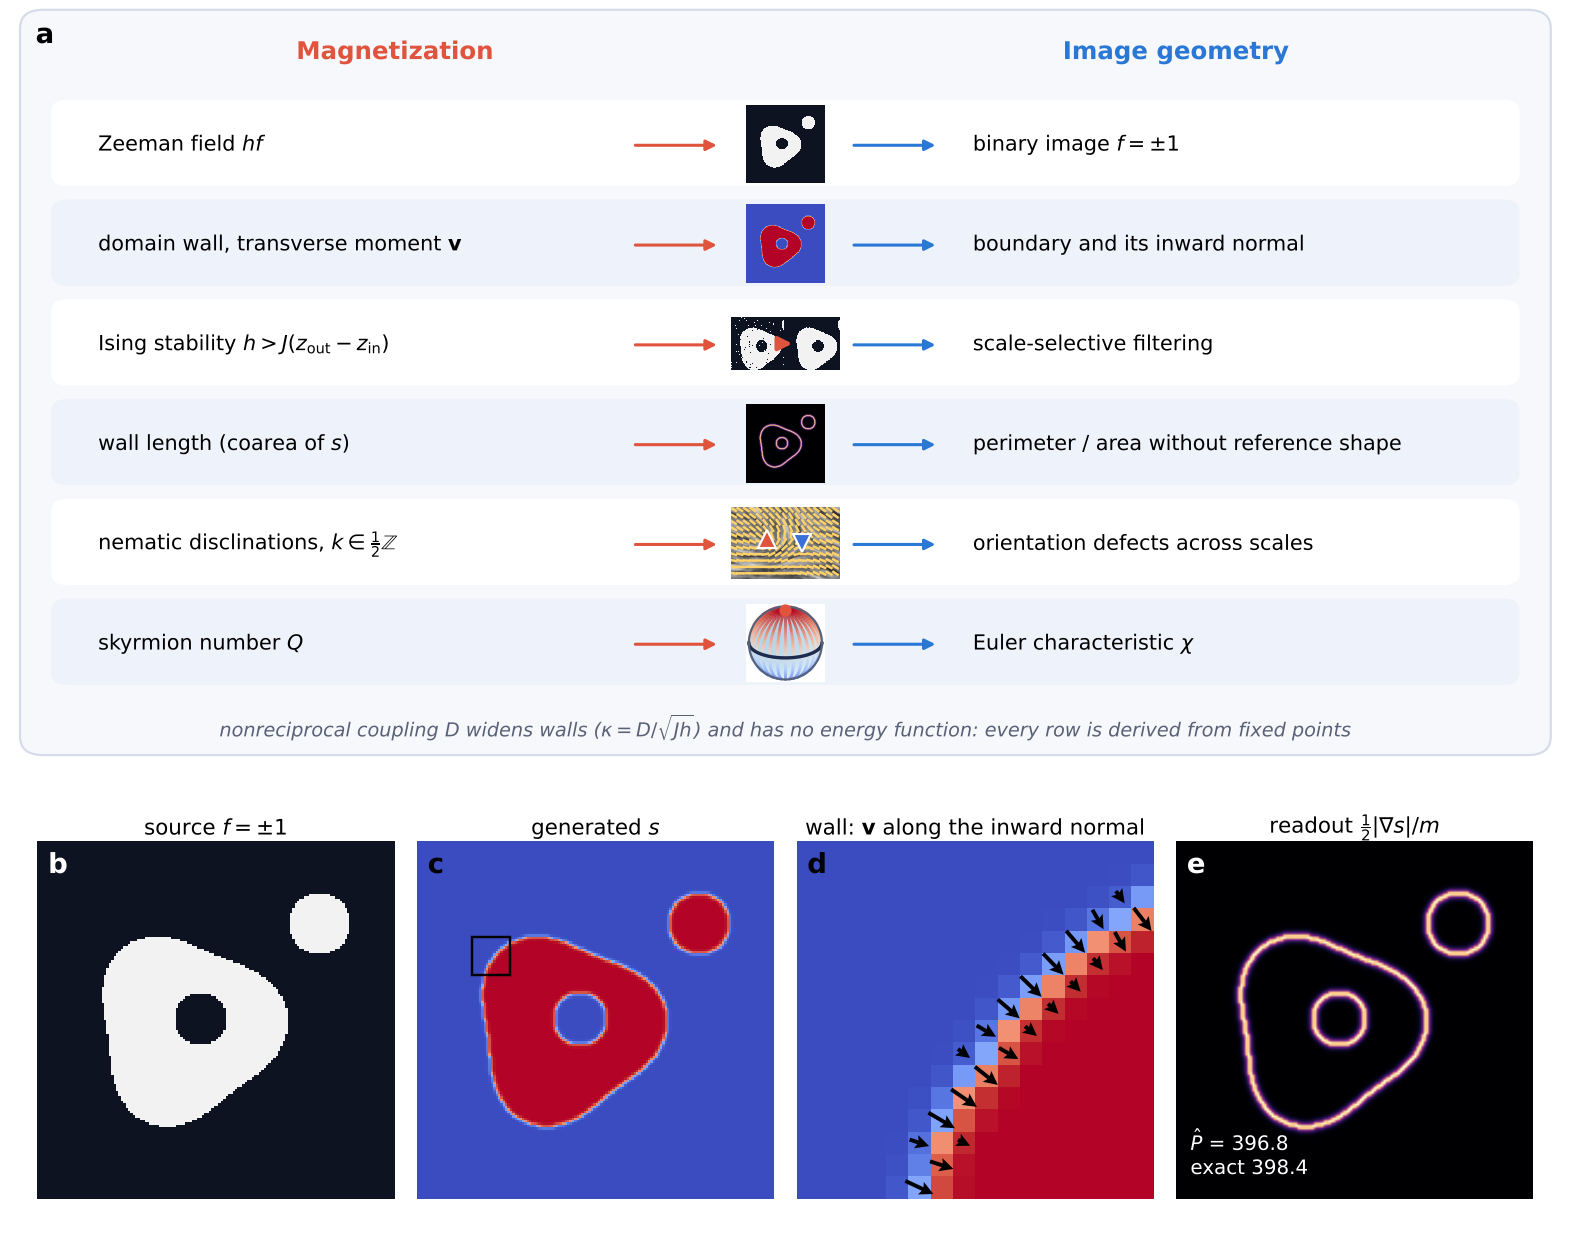 a
Magnetization Image geometry
Zeeman field hf binary image f = ±1
domain wall, transverse moment v boundary and its inward normal
Ising stability h > J(z_out − z_in) scale-selective filtering
wall length (coarea of s) perimeter / area without reference shape
nematic disclinations, k ∈ ½ℤ orientation defects across scales
skyrmion number Q Euler characteristic χ
nonreciprocal coupling D widens walls (κ = D/√Jh) and has no energy function: every row is derived from fixed points
source f = ±1
b
generated s
c
wall: v along the inward normal
d
readout ½|∇s|/m
e
P̂ = 396.8
exact 398.4